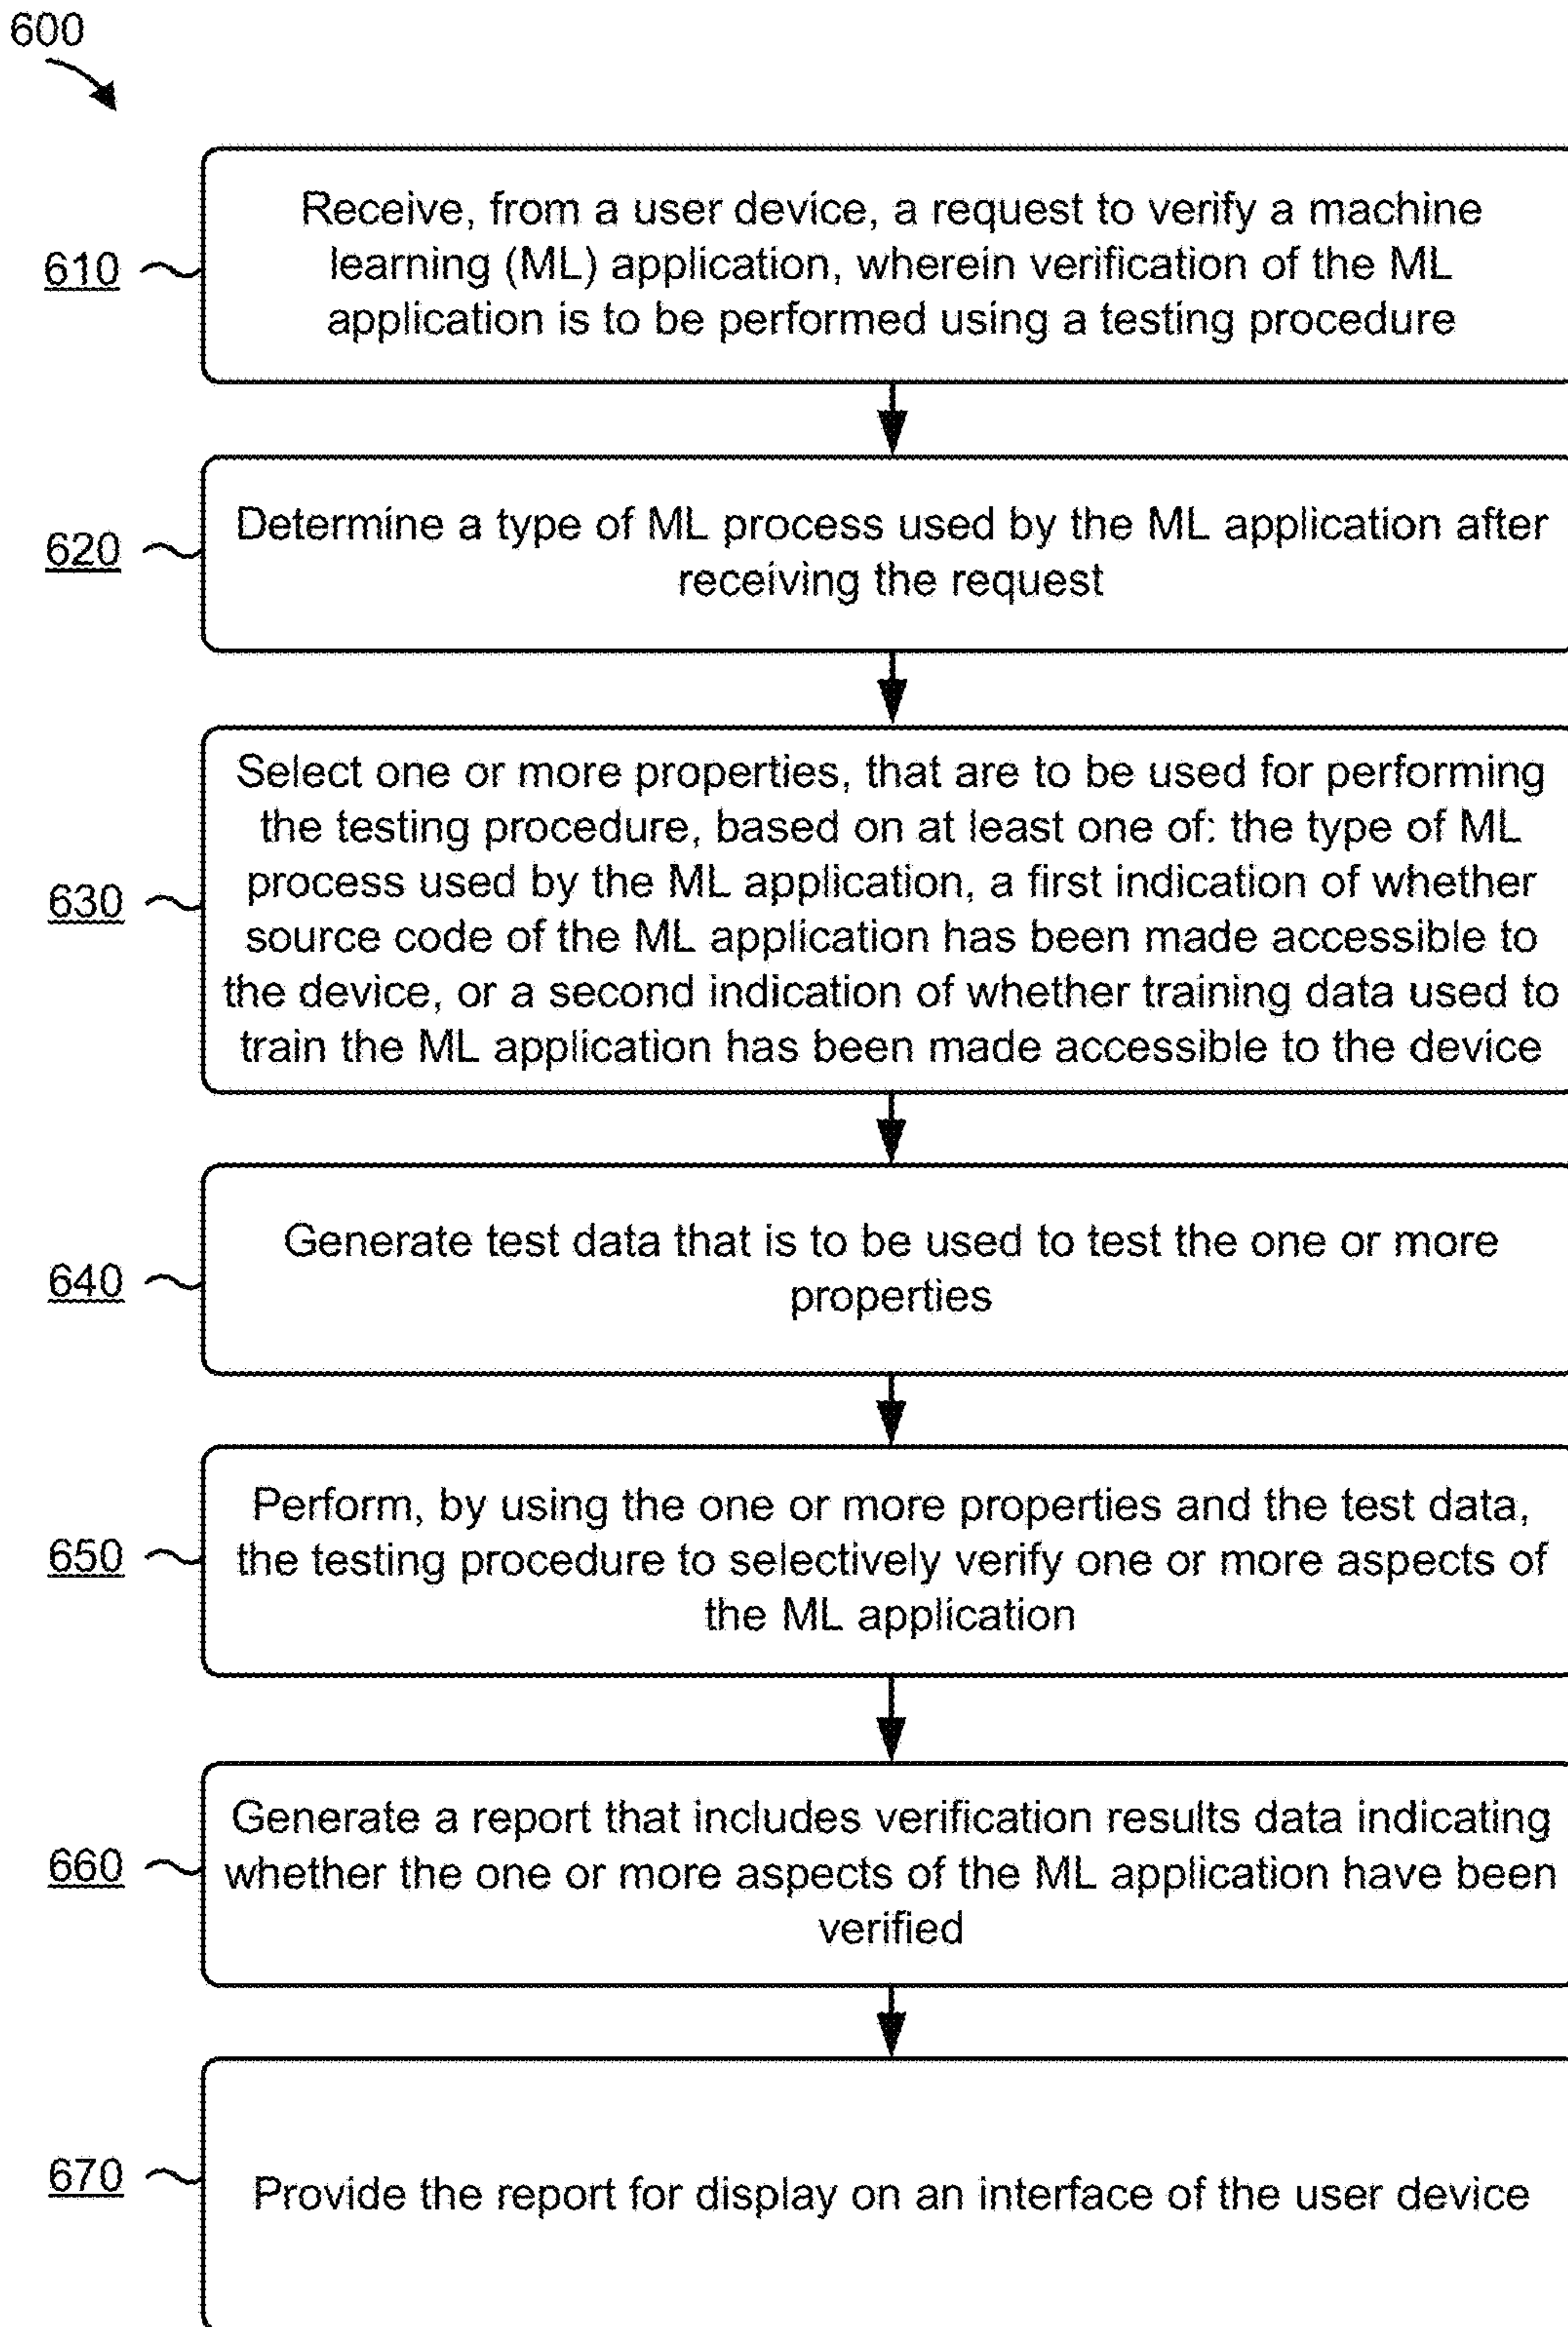 600
610
Receive, from a user device, a request to verify a machine
learning (ML) application, wherein verification of the ML
application is to be performed using a testing procedure
620
Determine a type of ML process used by the ML application after
receiving the request
630
Select one or more properties, that are to be used for performing
the testing procedure, based on at least one of: the type of ML
process used by the ML application, a first indication of whether
source code of the ML application has been made accessible to
the device, or a second indication of whether training data used to
train the ML application has been made accessible to the device
640
Generate test data that is to be used to test the one or more
properties
650
Perform, by using the one or more properties and the test data,
the testing procedure to selectively verify one or more aspects of
the ML application
660
Generate a report that includes verification results data indicating
whether the one or more aspects of the ML application have been
verified
670
Provide the report for display on an interface of the user device